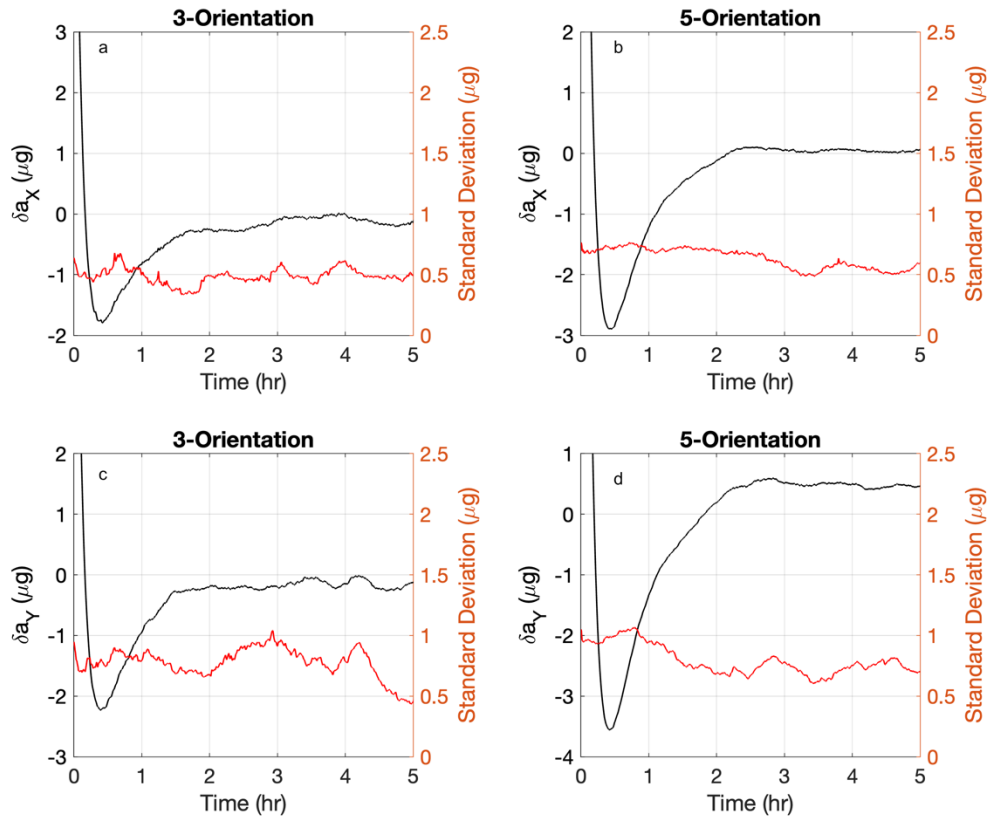 3-Orientation
a
3
2
1
0
-1
-2
δa_X (μg)
2.5
2
1.5
1
0.5
0
Standard Deviation (μg)
0 1 2 3 4 5
Time (hr)
5-Orientation
b
2
1
0
-1
-2
-3
δa_X (μg)
2.5
2
1.5
1
0.5
0
Standard Deviation (μg)
0 1 2 3 4 5
Time (hr)
3-Orientation
c
2
1
0
-1
-2
-3
δa_Y (μg)
2.5
2
1.5
1
0.5
0
Standard Deviation (μg)
0 1 2 3 4 5
Time (hr)
5-Orientation
d
1
0
-1
-2
-3
-4
δa_Y (μg)
2.5
2
1.5
1
0.5
0
Standard Deviation (μg)
0 1 2 3 4 5
Time (hr)